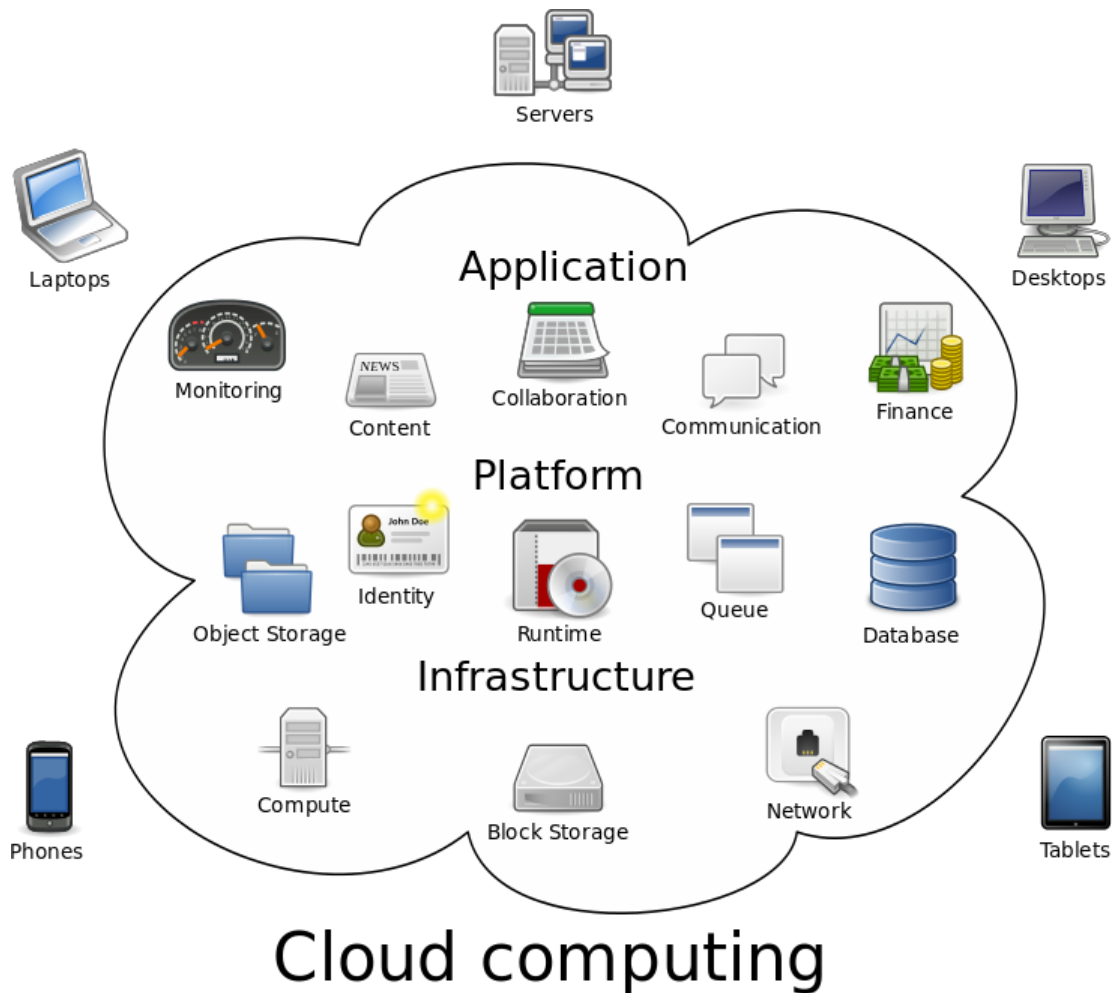 Servers
Laptops
Desktops
Application
Monitoring
NEWS
Content
Collaboration
Communication
Finance
Platform
Object Storage
John Doe
Identity
Runtime
Queue
Database
Infrastructure
Compute
Block Storage
Network
Phones
Tablets
Cloud computing